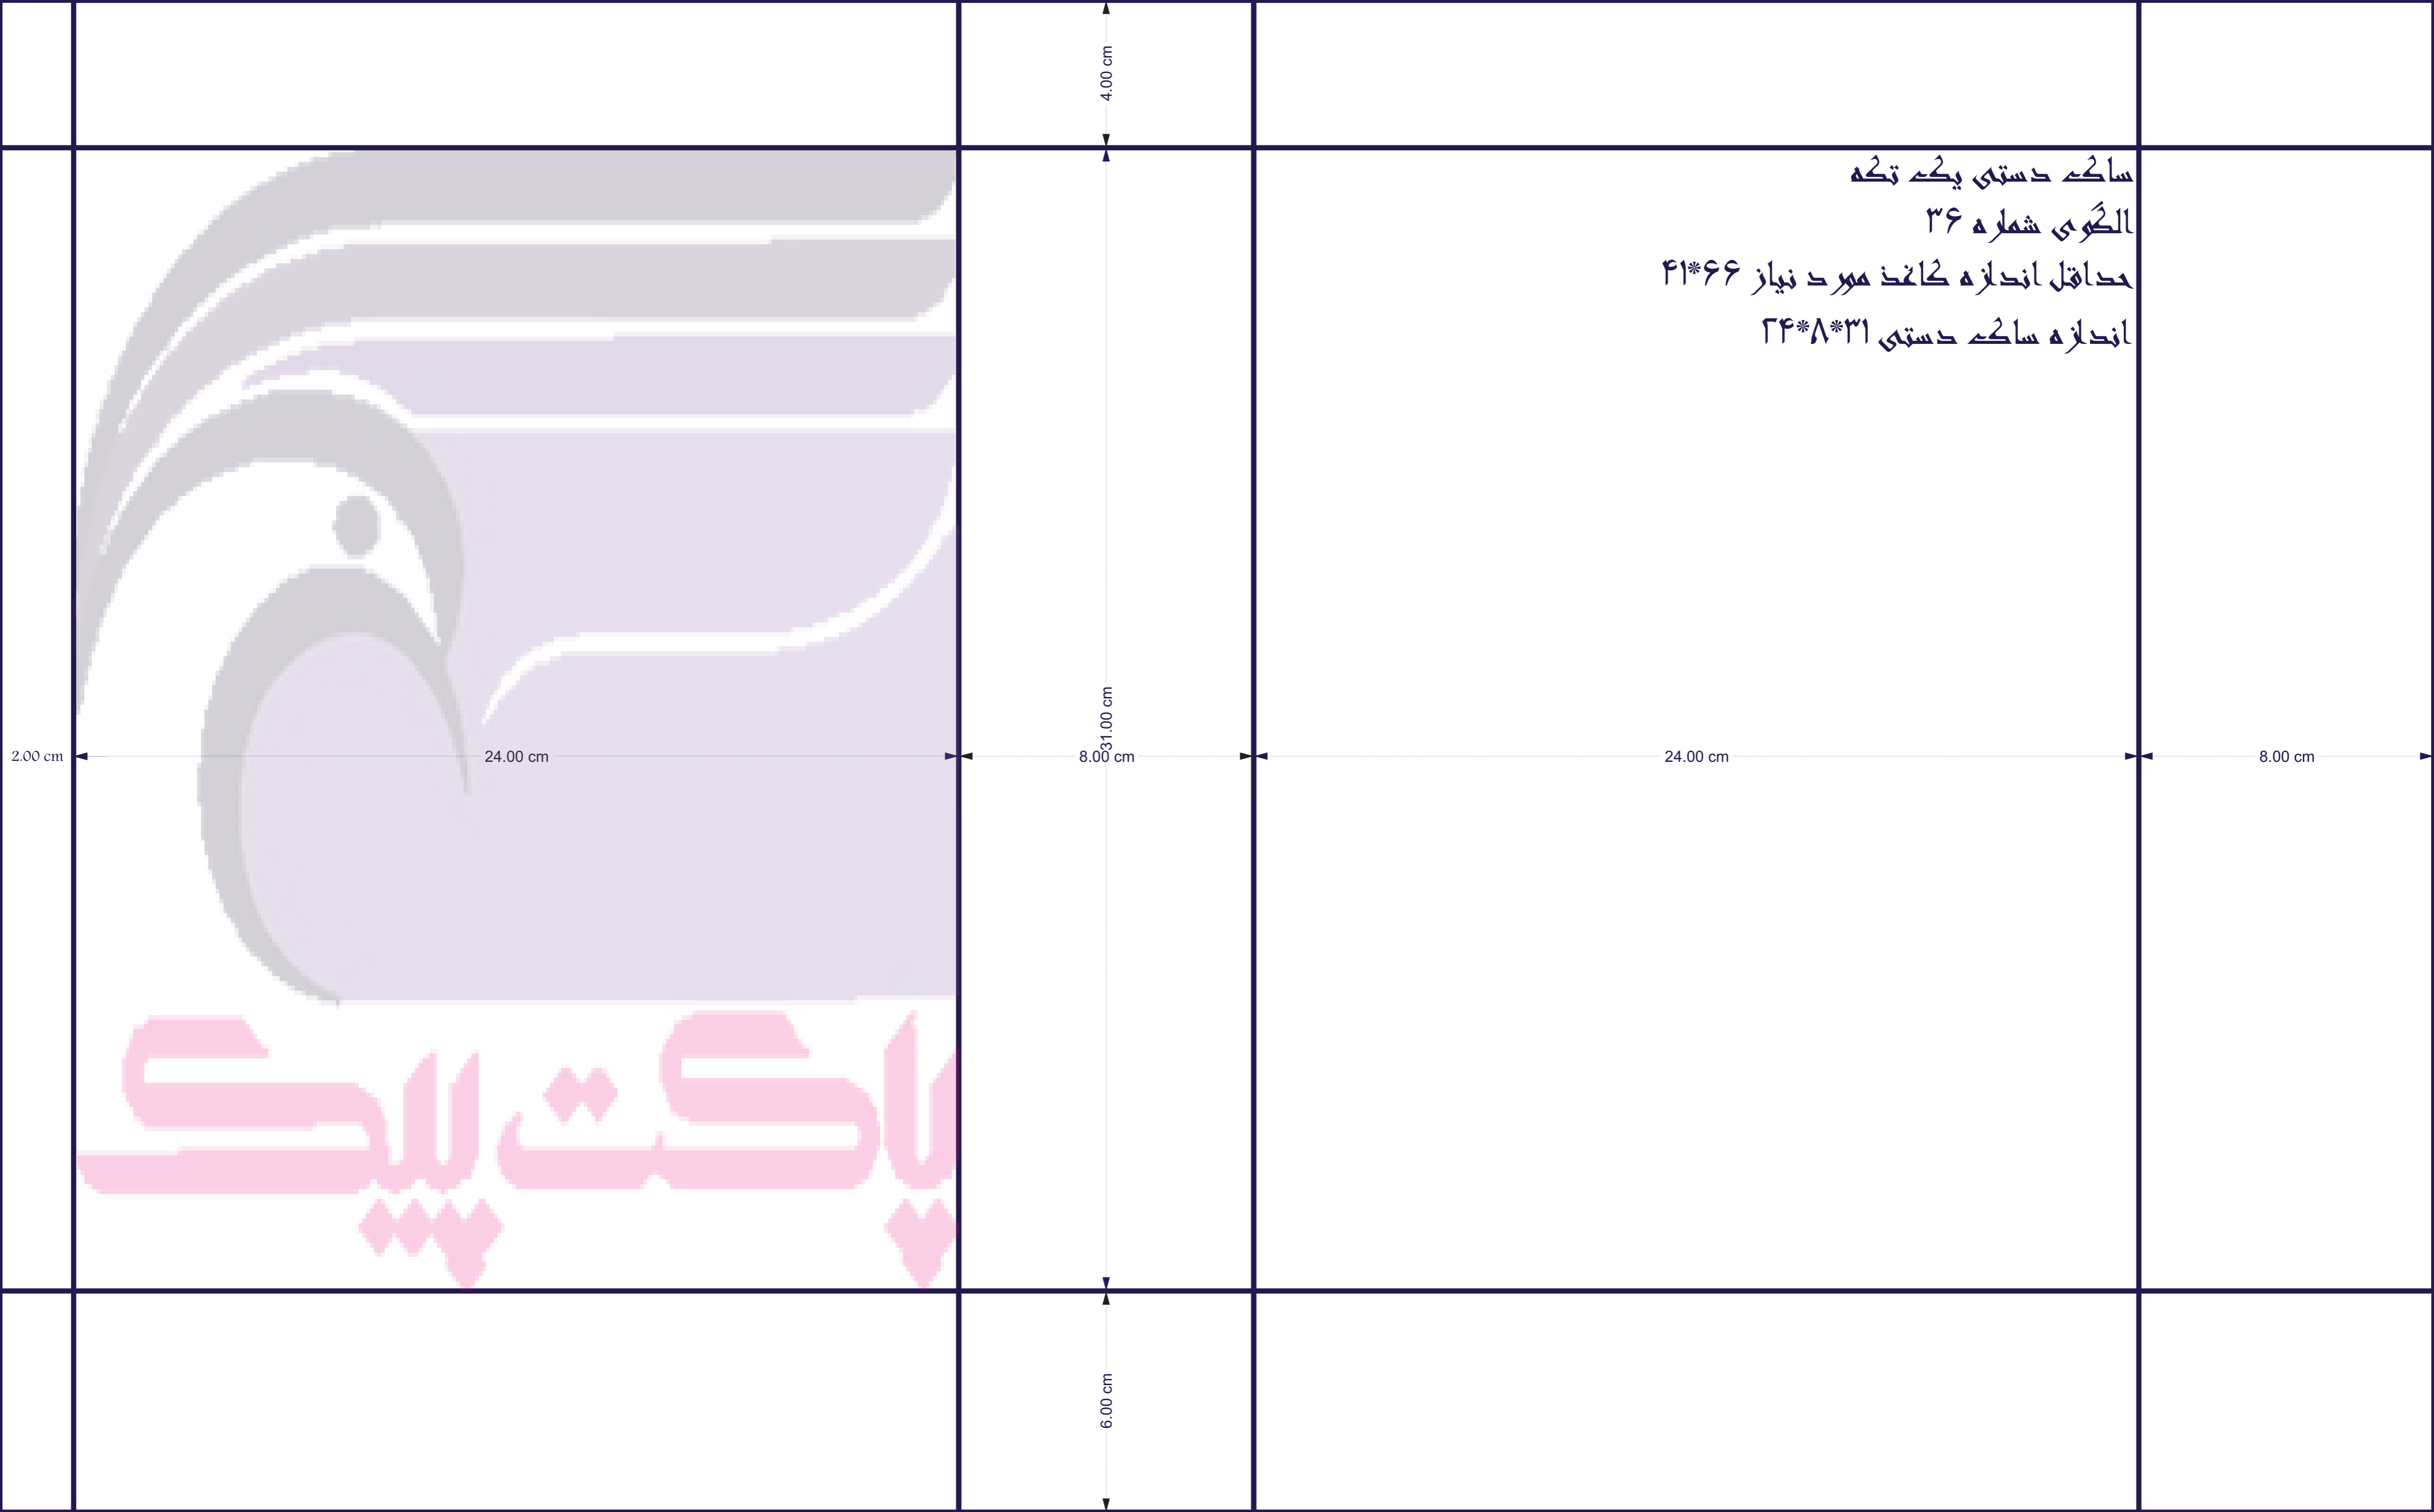 4.00 cm
ساک دستی یک تکه
الگوی شماره ۳۶
حداقل اندازه کاغذ مورد نیاز ۶۶*۴۱
اندازه ساک دستی ۳۱*۸*۲۴
31.00 cm
2.00 cm
24.00 cm
8.00 cm
24.00 cm
8.00 cm
پاکت پیک
6.00 cm